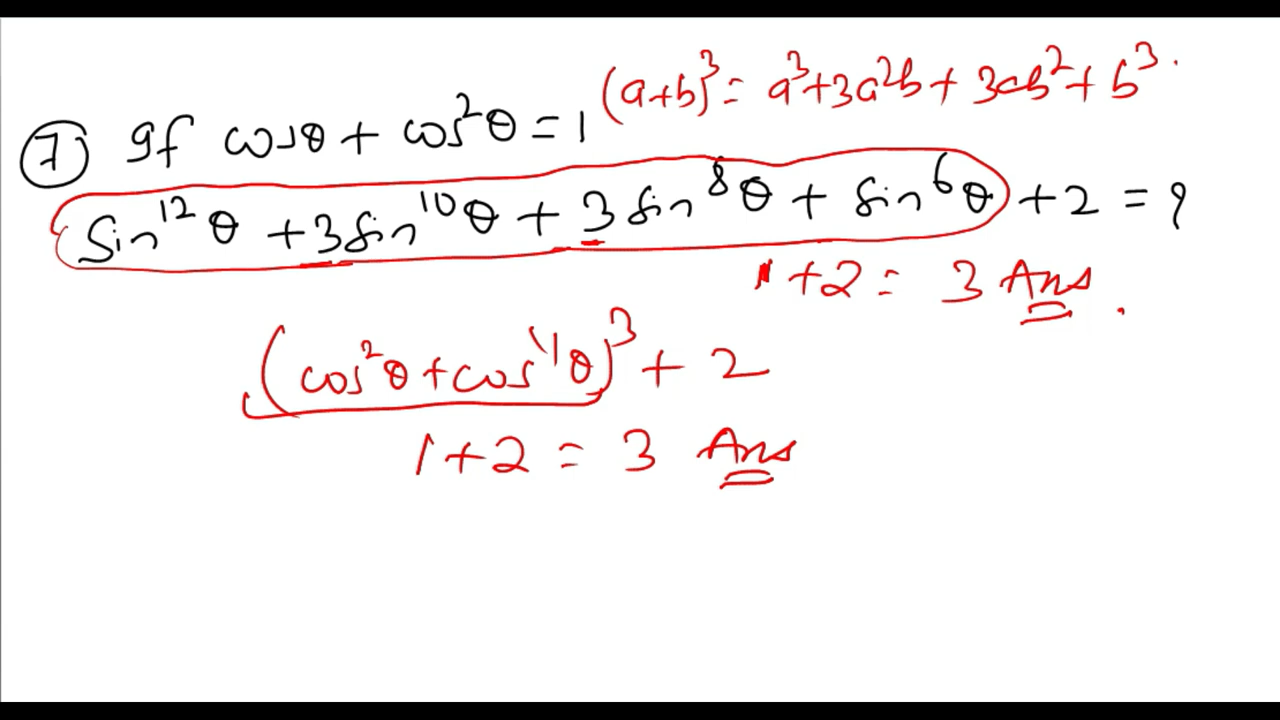 (a+b)³ = a³+3a²b + 3ab² + b³.
⑦ If cosθ + cos²θ = 1
Sin¹²θ + 3Sin¹⁰θ + 3Sin⁸θ + Sin⁶θ + 2 = ?
1 + 2 = 3 Ans.
(cos²θ + cos¹θ)³ + 2
1 + 2 = 3 Ans